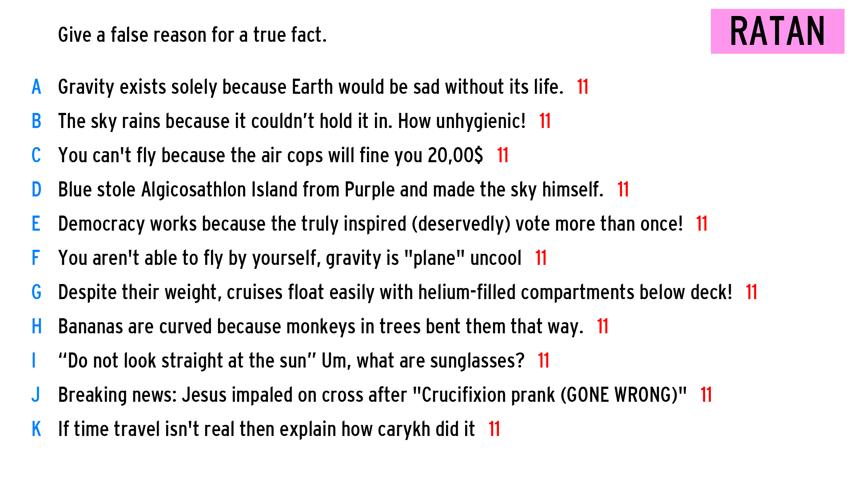 Give a false reason for a true fact.
RATAN
A Gravity exists solely because Earth would be sad without its life. 11
B The sky rains because it couldn’t hold it in. How unhygienic! 11
C You can't fly because the air cops will fine you 20,00$ 11
D Blue stole Algicosathlon Island from Purple and made the sky himself. 11
E Democracy works because the truly inspired (deservedly) vote more than once! 11
F You aren't able to fly by yourself, gravity is "plane" uncool 11
G Despite their weight, cruises float easily with helium-filled compartments below deck! 11
H Bananas are curved because monkeys in trees bent them that way. 11
I “Do not look straight at the sun” Um, what are sunglasses? 11
J Breaking news: Jesus impaled on cross after "Crucifixion prank (GONE WRONG)" 11
K If time travel isn't real then explain how carykh did it 11